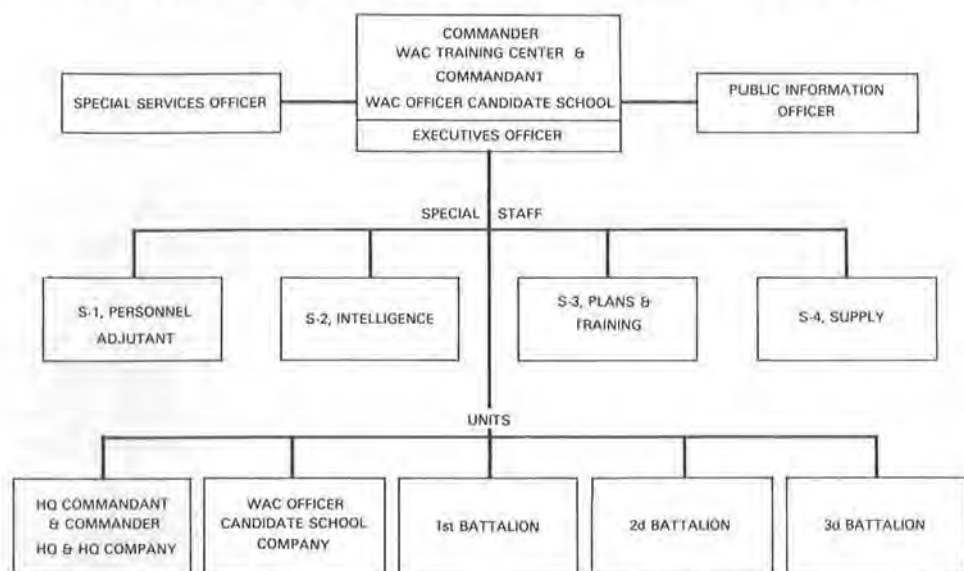 COMMANDER
WAC TRAINING CENTER &
COMMANDANT
WAC OFFICER CANDIDATE SCHOOL
EXECUTIVES OFFICER
SPECIAL SERVICES OFFICER
PUBLIC INFORMATION
OFFICER
SPECIAL STAFF
S-1, PERSONNEL
ADJUTANT
S-2, INTELLIGENCE
S-3, PLANS &
TRAINING
S-4, SUPPLY
UNITS
HQ COMMANDANT
& COMMANDER
HQ & HQ COMPANY
WAC OFFICER
CANDIDATE SCHOOL
COMPANY
1st BATTALION
2d BATTALION
3d BATTALION